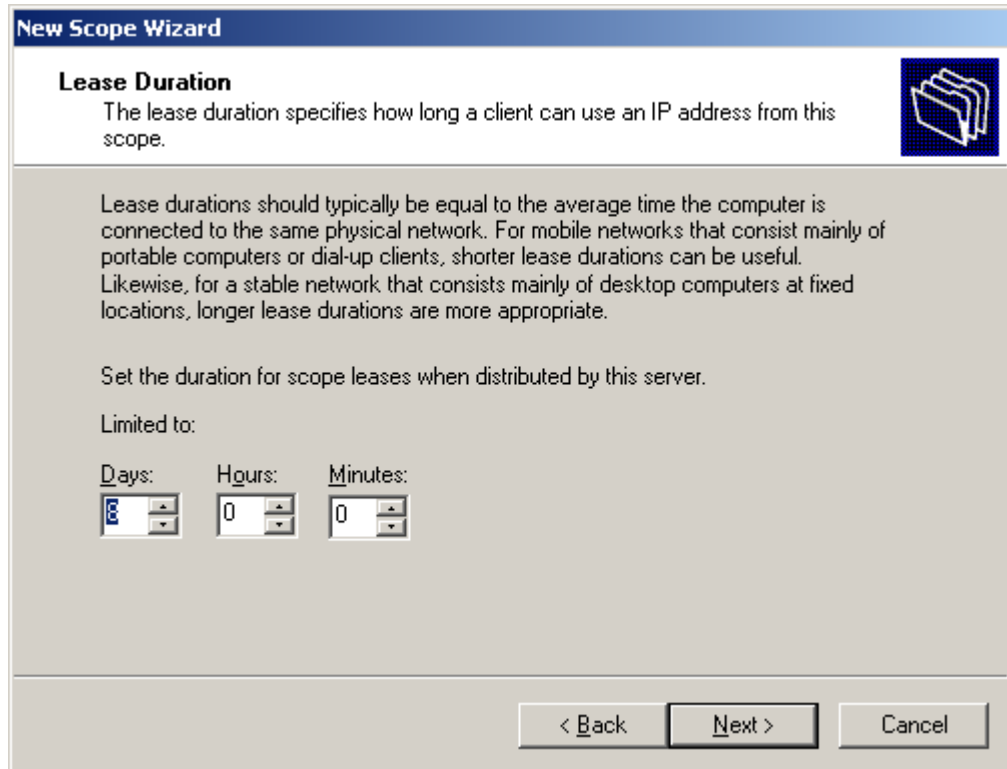 New Scope Wizard
Lease Duration
The lease duration specifies how long a client can use an IP address from this
scope.
Lease durations should typically be equal to the average time the computer is
connected to the same physical network. For mobile networks that consist mainly of
portable computers or dial-up clients, shorter lease durations can be useful.
Likewise, for a stable network that consists mainly of desktop computers at fixed
locations, longer lease durations are more appropriate.
Set the duration for scope leases when distributed by this server.
Limited to:
Days: Hours: Minutes:
8 0 0
< Back Next > Cancel